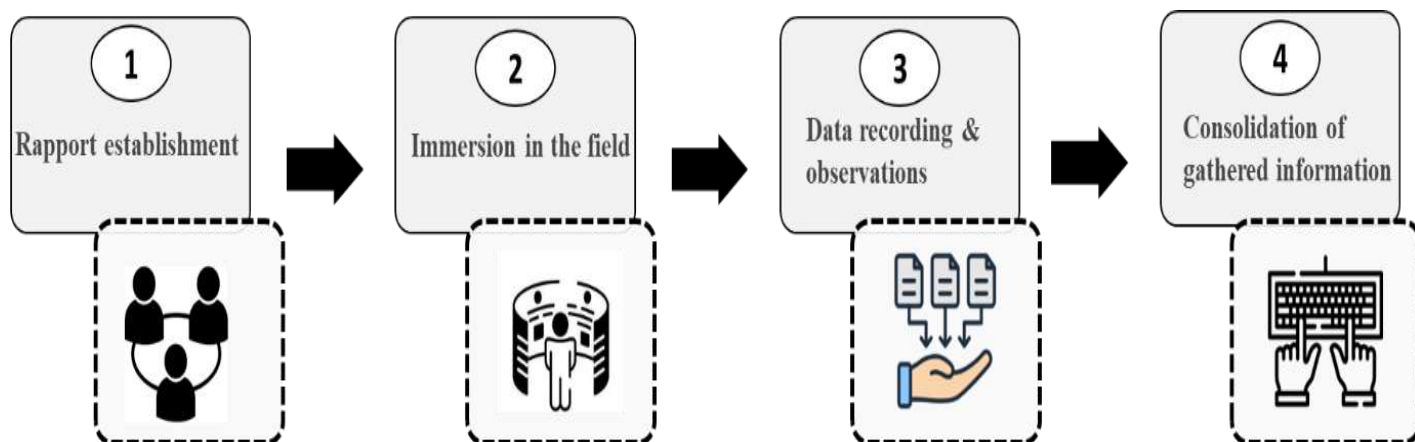 1
Rapport establishment
2
Immersion in the field
3
Data recording &
observations
4
Consolidation of
gathered information